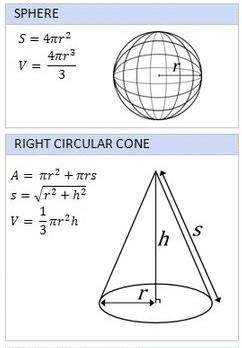 SPHERE
S = 4πr²
V = 4πr³/3
r
RIGHT CIRCULAR CONE
A = πr² + πrs
s = √(r² + h²)
V = 1/3 πr²h
h
s
r